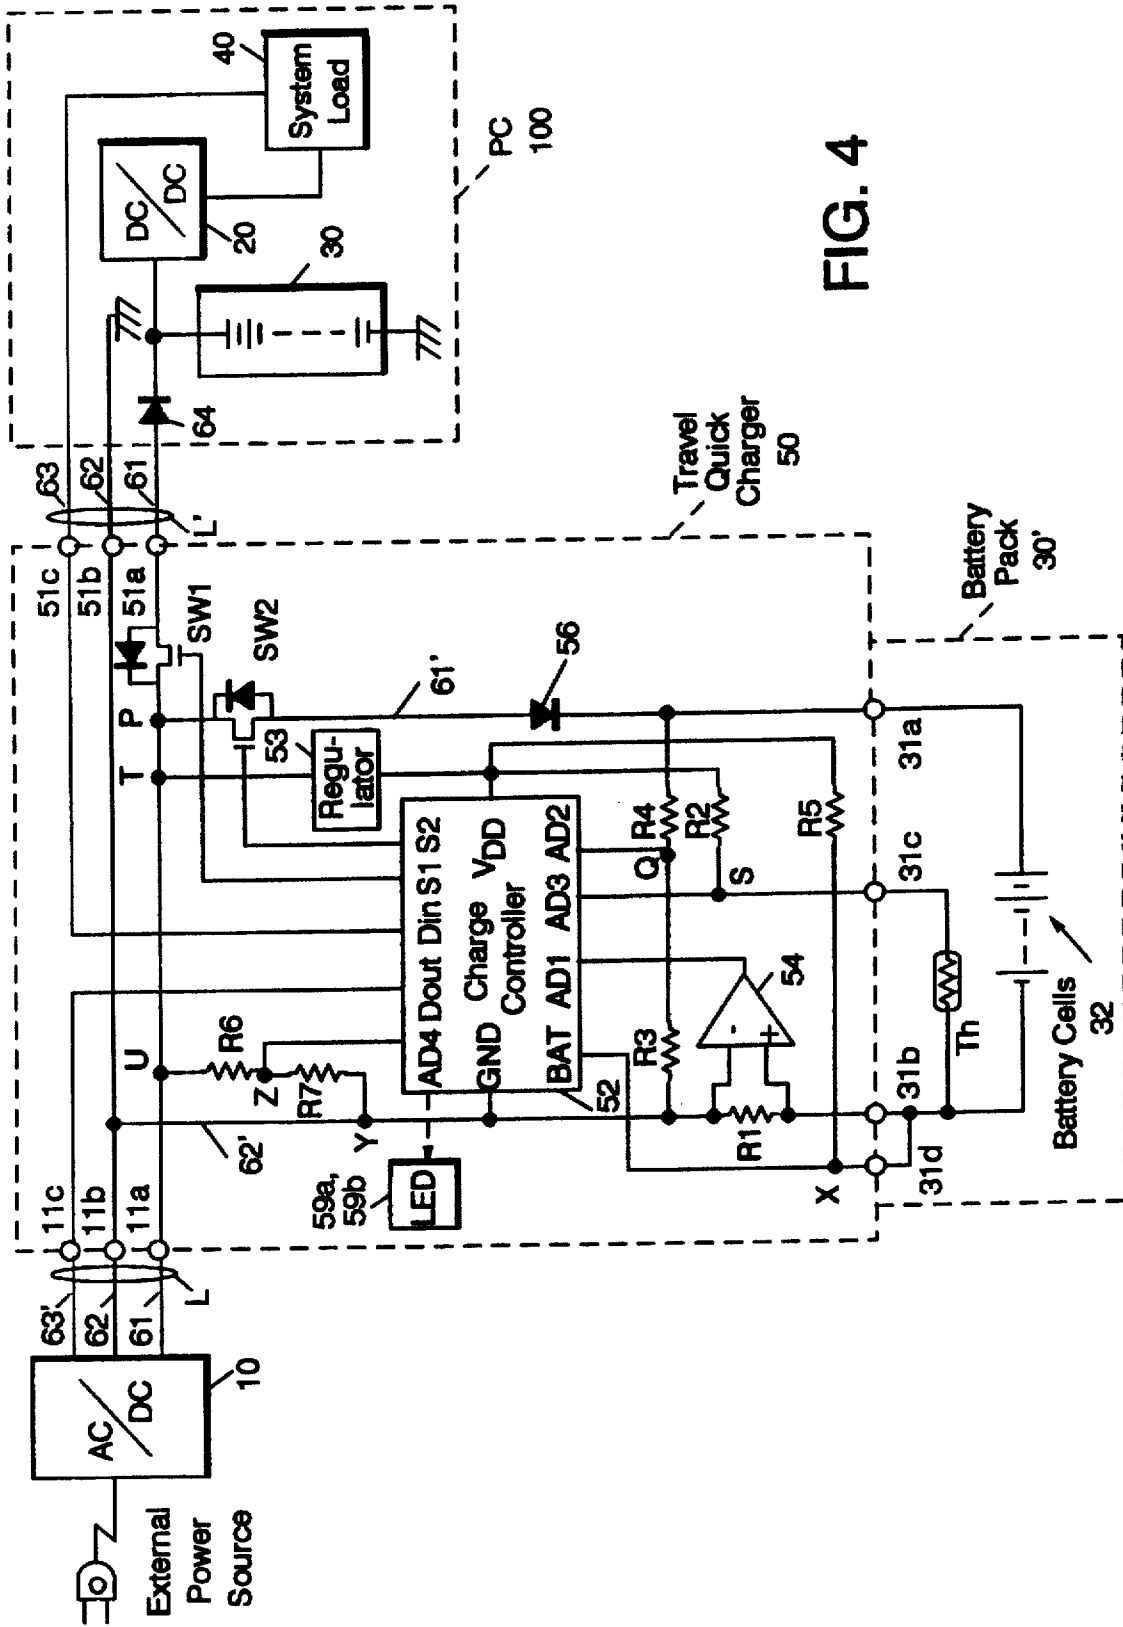 External
Power
Source
AC
DC
10
63'
62
61
L
11c
11b
11a
62'
U
R6
Z
R7
Y
59a,
59b
LED
AD4 Dout Din S1 S2
GND
Charge
Controller
VDD
BAT AD1 AD3 AD2
52
T
P
53
Regu-
lator
SW1
SW2
61'
56
51c
51b
51a
L'
63
62
61
64
30
DC
DC
20
40
System
Load
PC
100
R3
R1
54
Q
R4
R2
S
R5
X
31d
31b
31c
31a
Th
Battery Cells
32
Travel
Quick
Charger
50
Battery
Pack
30'
FIG. 4